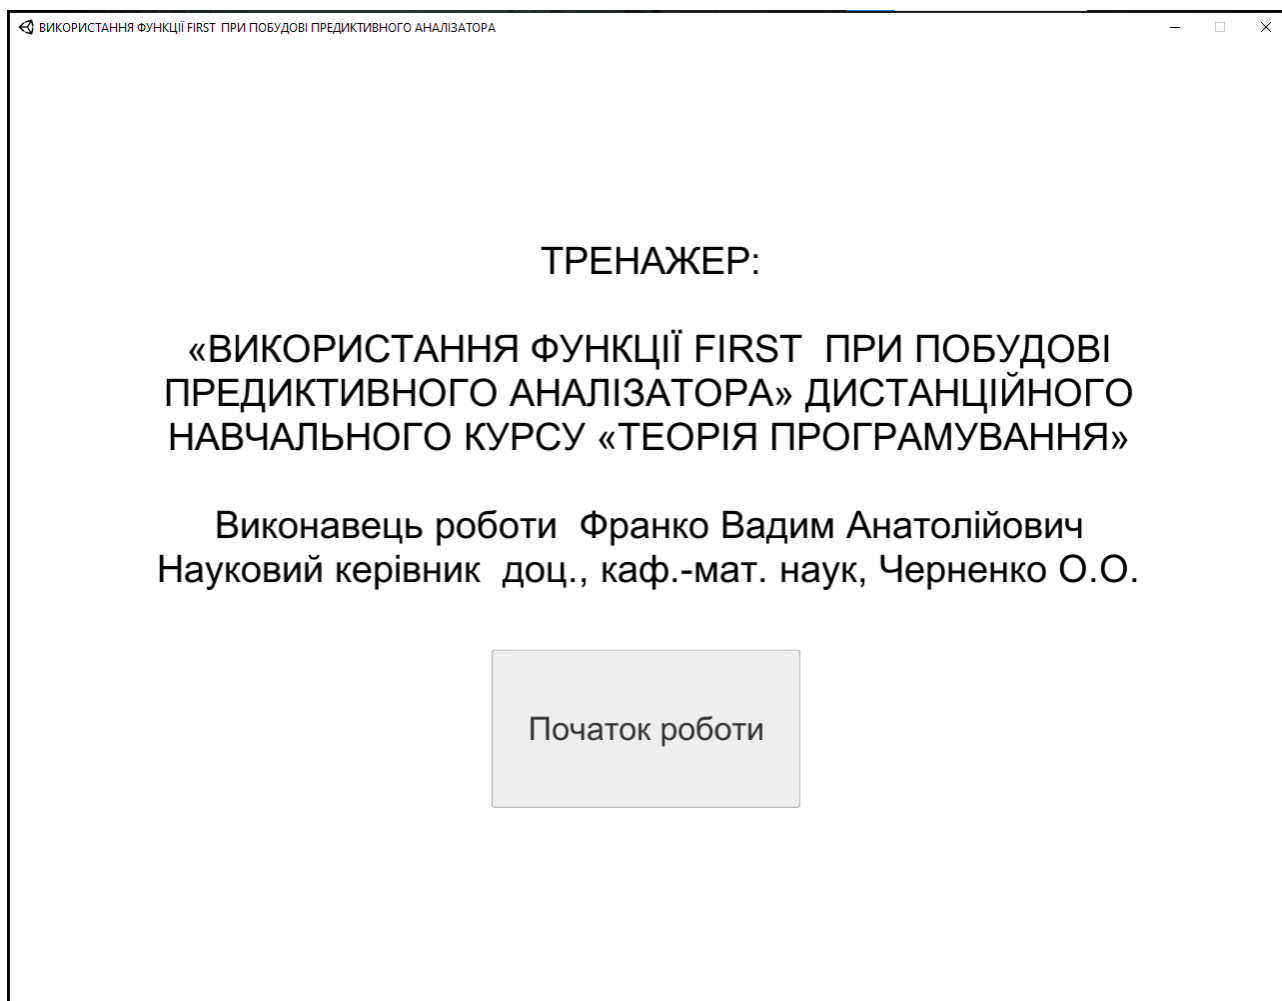 ВИКОРИСТАННЯ ФУНКЦІЇ FIRST  ПРИ ПОБУДОВІ ПРЕДИКТИВНОГО АНАЛІЗАТОРА
ТРЕНАЖЕР:
«ВИКОРИСТАННЯ ФУНКЦІЇ FIRST  ПРИ ПОБУДОВІ
ПРЕДИКТИВНОГО АНАЛІЗАТОРА» ДИСТАНЦІЙНОГО
НАВЧАЛЬНОГО КУРСУ «ТЕОРІЯ ПРОГРАМУВАННЯ»
Виконавець роботи  Франко Вадим Анатолійович
Науковий керівник  доц., каф.-мат. наук, Черненко О.О.
Початок роботи